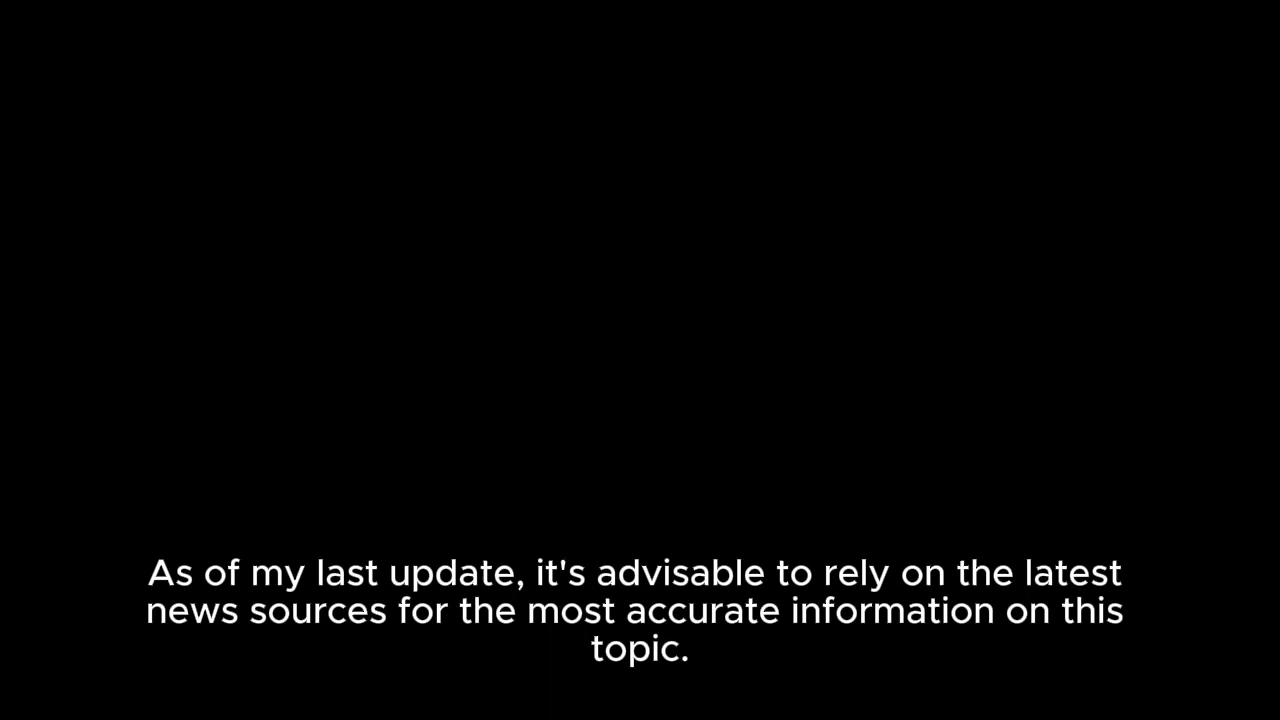 As of my last update, it's advisable to rely on the latest
news sources for the most accurate information on this
topic.